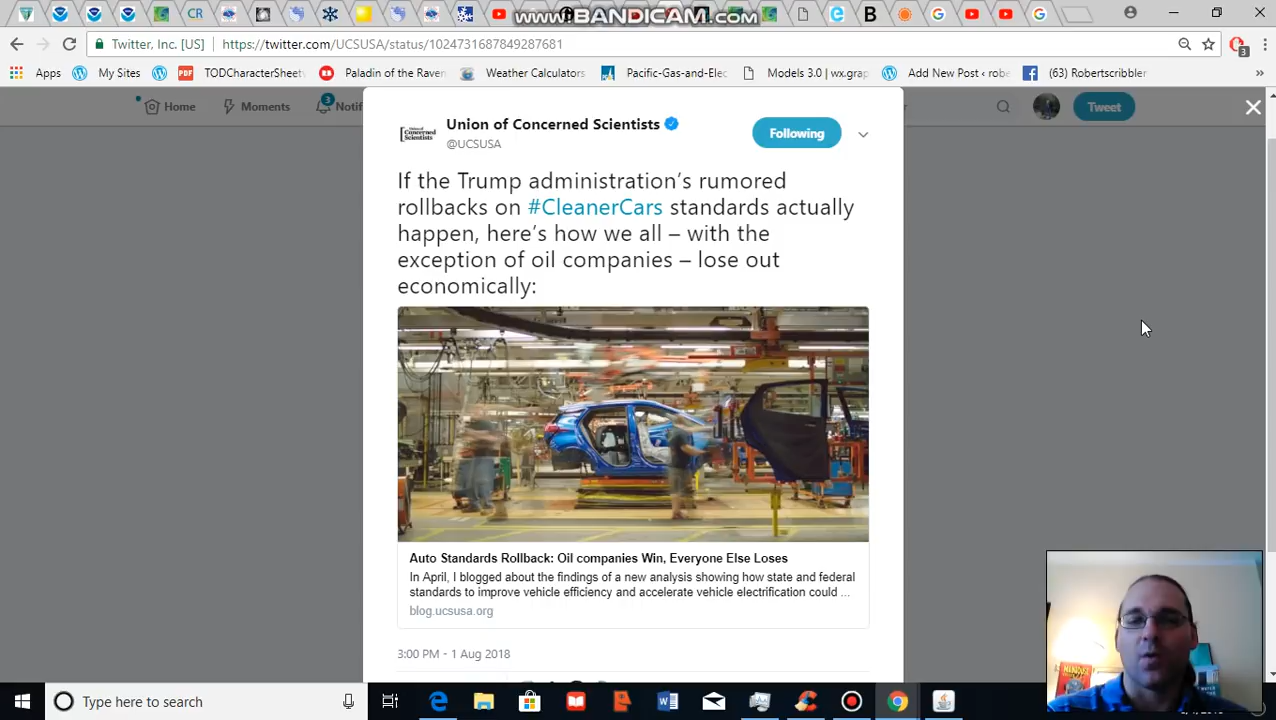 www.BANDICAM.com
Twitter, Inc. [US] https://twitter.com/UCSUSA/status/1024731687849287681
3
Apps My Sites TODCharacterSheet Paladin of the Raven Weather Calculators Pacific-Gas-and-Elec Models 3.0 | wx.grap Add New Post ‹ robe (63) Robertscribbler »
Home Moments 3 Notif Tweet
Union of Concerned Scientists
@UCSUSA
Following
If the Trump administration's rumored
rollbacks on #CleanerCars standards actually
happen, here's how we all – with the
exception of oil companies – lose out
economically:
Auto Standards Rollback: Oil companies Win, Everyone Else Loses
In April, I blogged about the findings of a new analysis showing how state and federal
standards to improve vehicle efficiency and accelerate vehicle electrification could ...
blog.ucsusa.org
3:00 PM - 1 Aug 2018
Type here to search